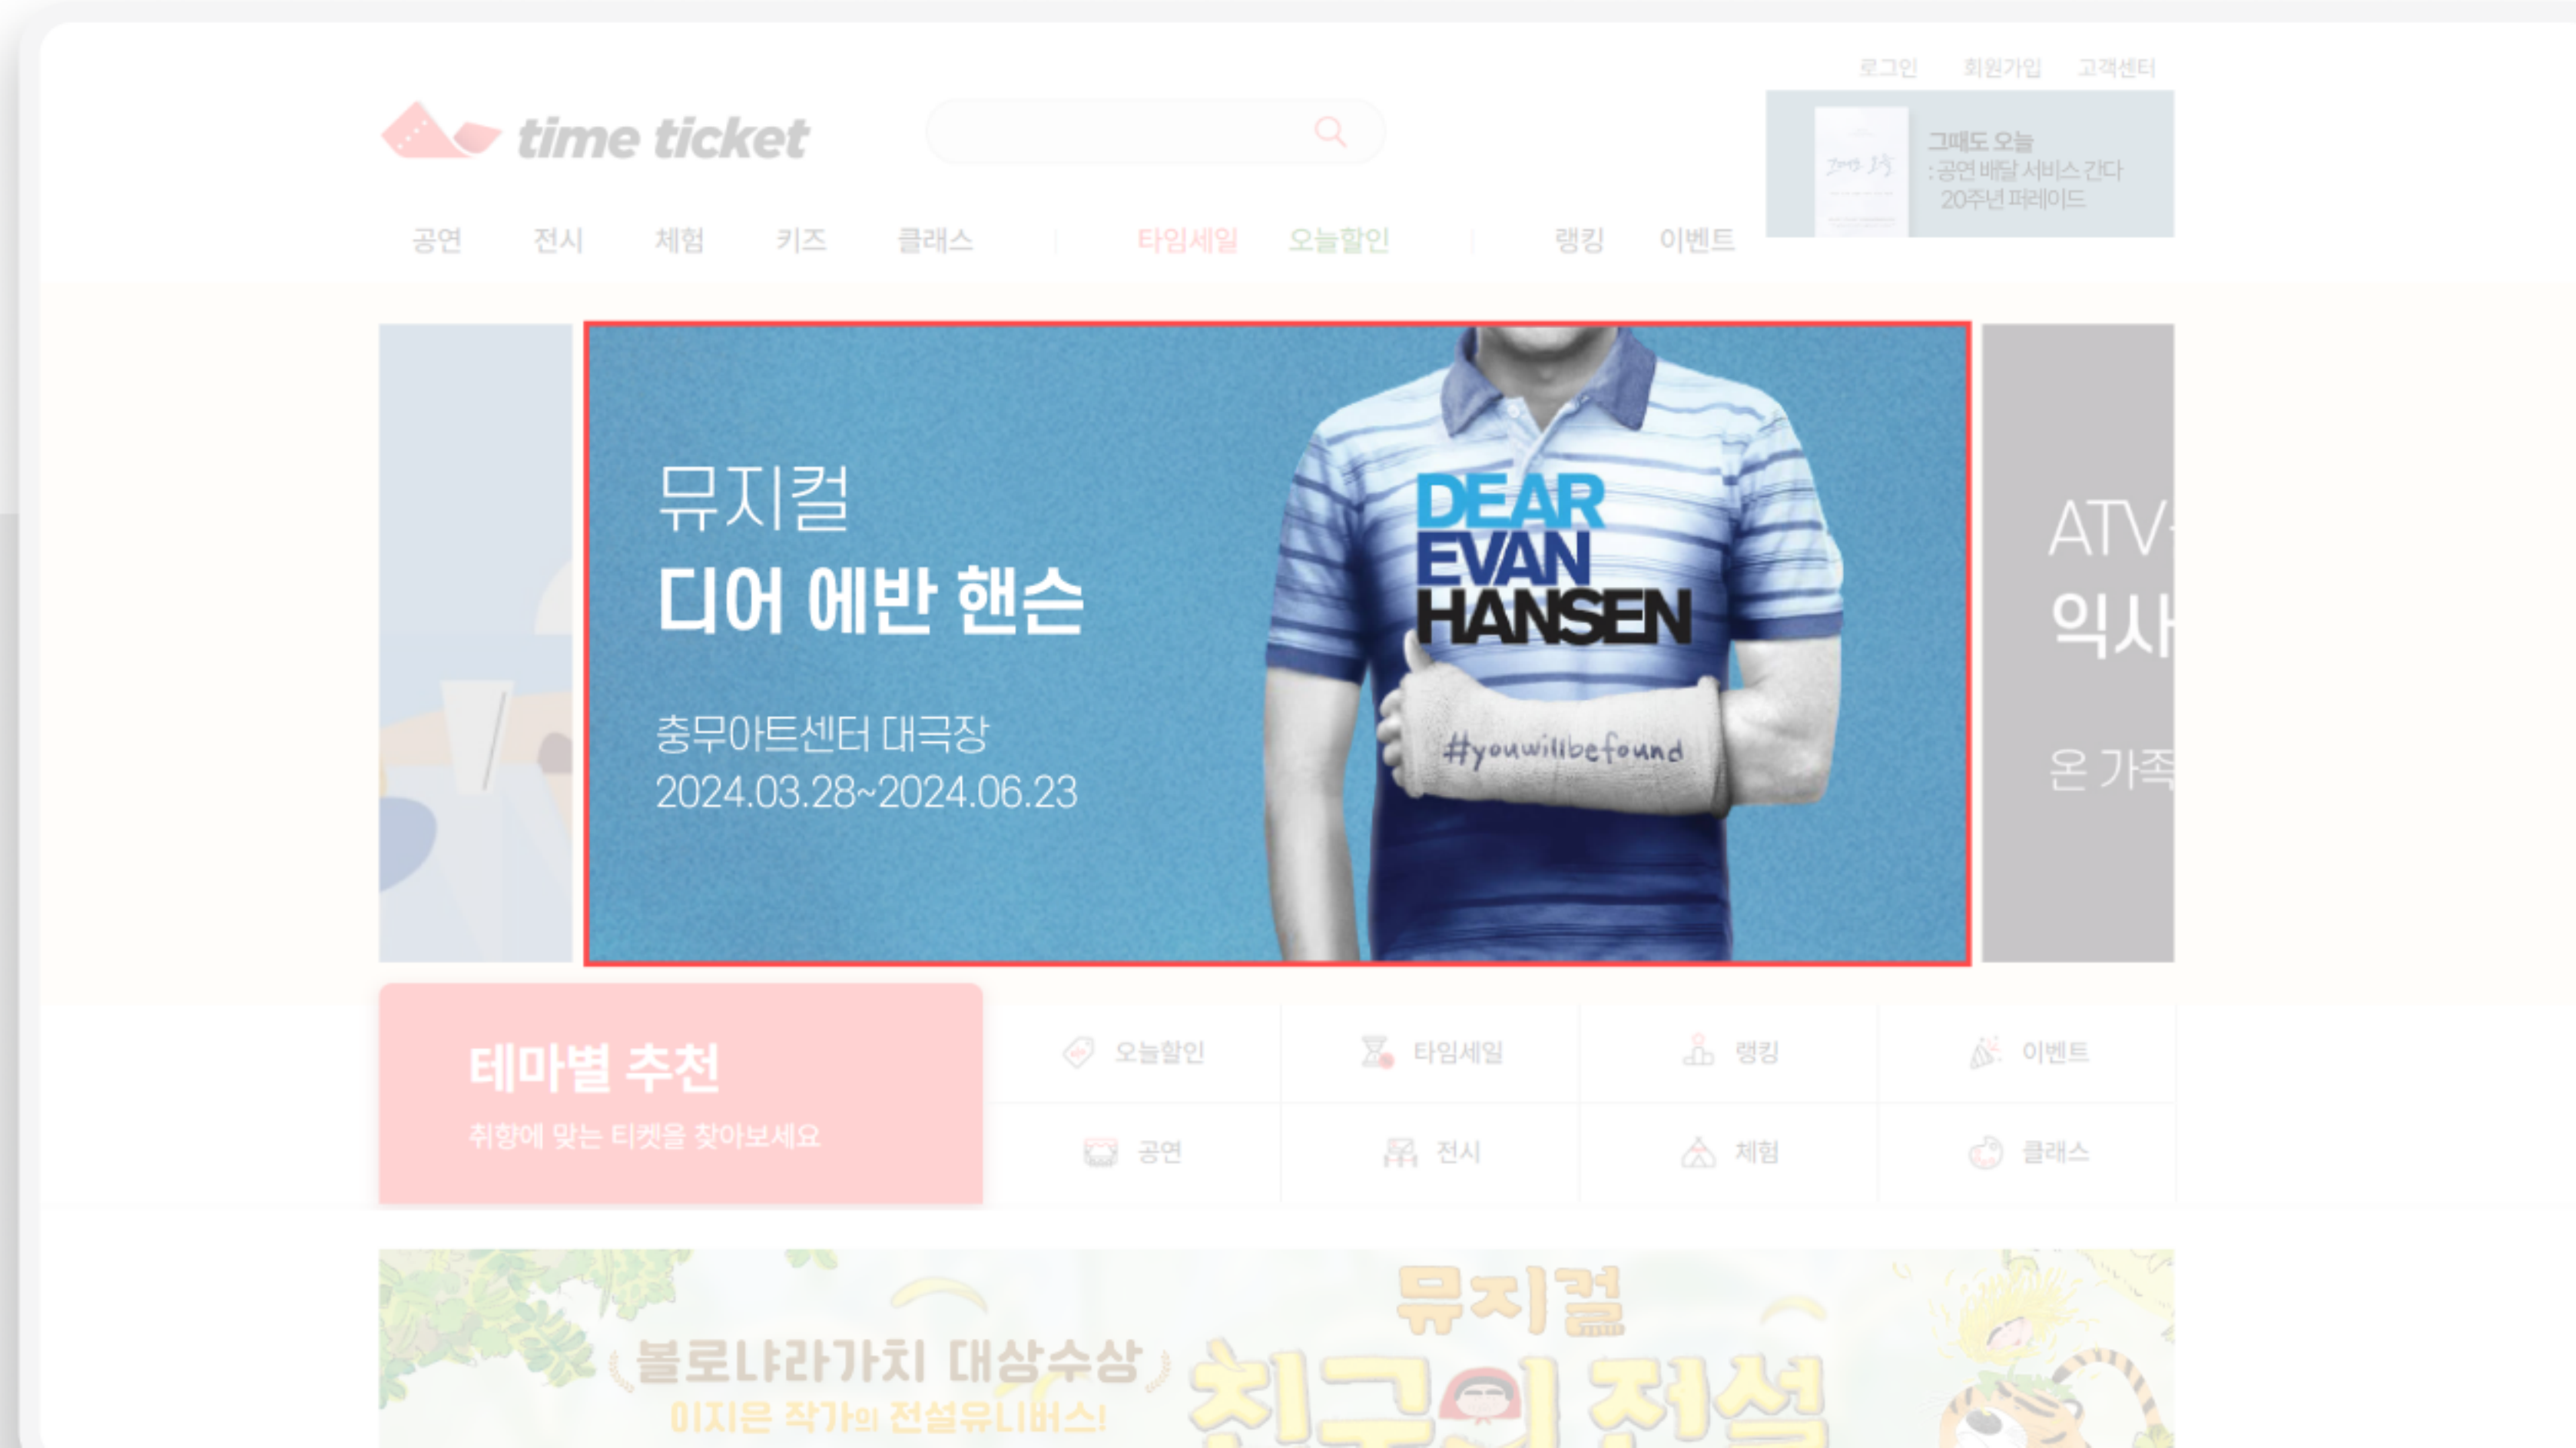 로그인 회원가입 고객센터
time ticket
그때도 오늘
: 공연 배달 서비스 간다
20주년 퍼레이드
공연 전시 체험 키즈 클래스 타임세일 오늘할인 랭킹 이벤트
뮤지컬
디어 에반 핸슨
충무아트센터 대극장
2024.03.28~2024.06.23
DEAR
EVAN
HANSEN
#youwillbefound
ATV
익사
온 가족
테마별 추천
취향에 맞는 티켓을 찾아보세요
오늘할인 타임세일 랭킹 이벤트
공연 전시 체험 클래스
뮤지컬
볼로냐라가치 대상수상
이지은 작가의 전설유니버스!
친구의 전설